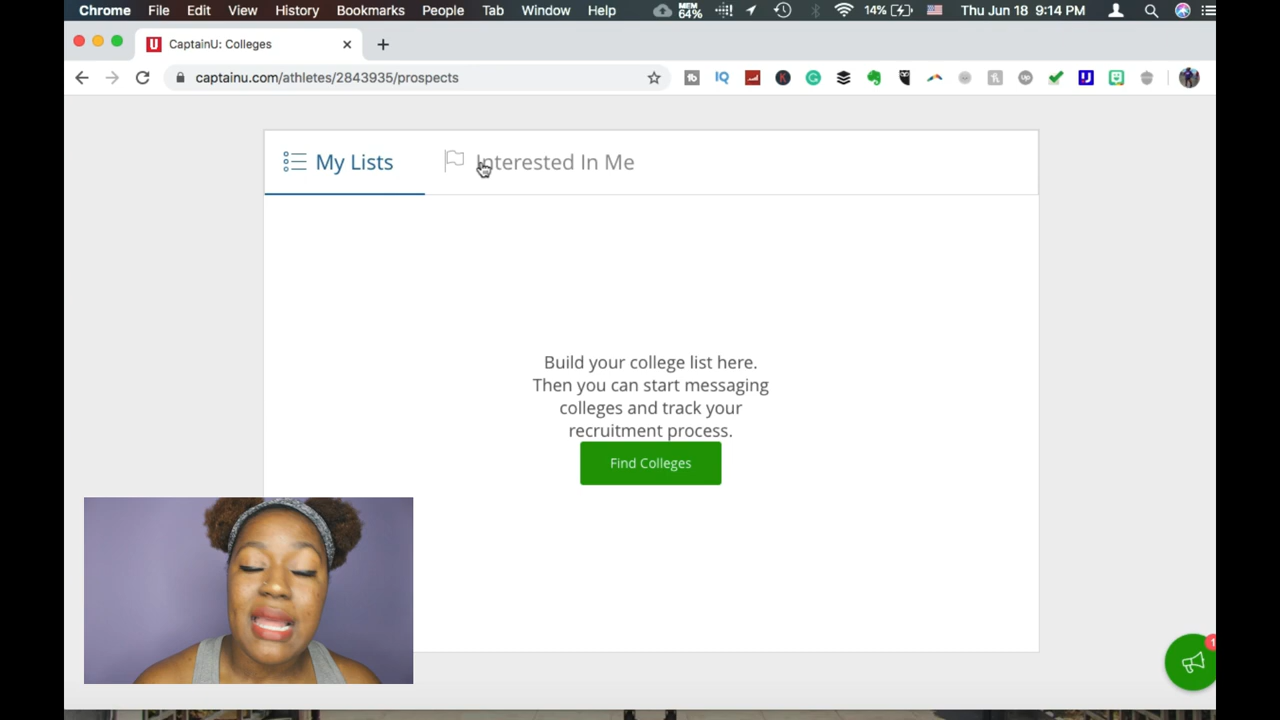 Chrome File Edit View History Bookmarks People Tab Window Help MEM 64% 14% Thu Jun 18 9:14 PM
U CaptainU: Colleges
captainu.com/athletes/2843935/prospects tb IQ K G h Up
My Lists Interested In Me
Build your college list here.
Then you can start messaging
colleges and track your
recruitment process.
Find Colleges
1